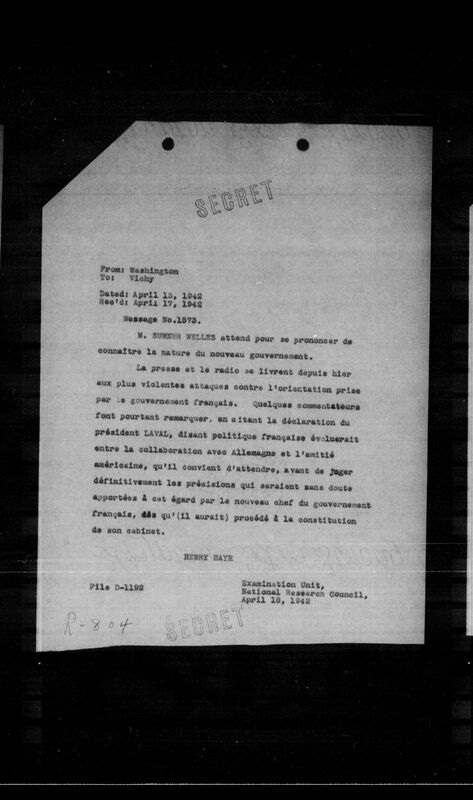 SECRET
From: Washington
To: Vichy
Dated: April 15, 1942
Rec'd: April 17, 1942
Message No.1573.
M. SUMNER WELLES attend pour se prononcer de
connaître la nature du nouveau gouvernement.
La presse et le radio se livrent depuis hier
aux plus violentes attaques contre l'orientation prise
par le gouvernement français. Quelques commentateurs
font pourtant remarquer, en citant la déclaration du
président LAVAL, disant politique française évoluerait
entre la collaboration avec Allemagne et l'amitié
américaine, qu'il convient d'attendre, avant de juger
définitivement les précisions qui seraient sans doute
apportées à cet égard par le nouveau chef du gouvernement
français, dès qu'(il aurait) procédé à la constitution
de son cabinet.
HENRY HAYE
File D-1192
Examination Unit,
National Research Council,
April 18, 1942
R-804
SECRET